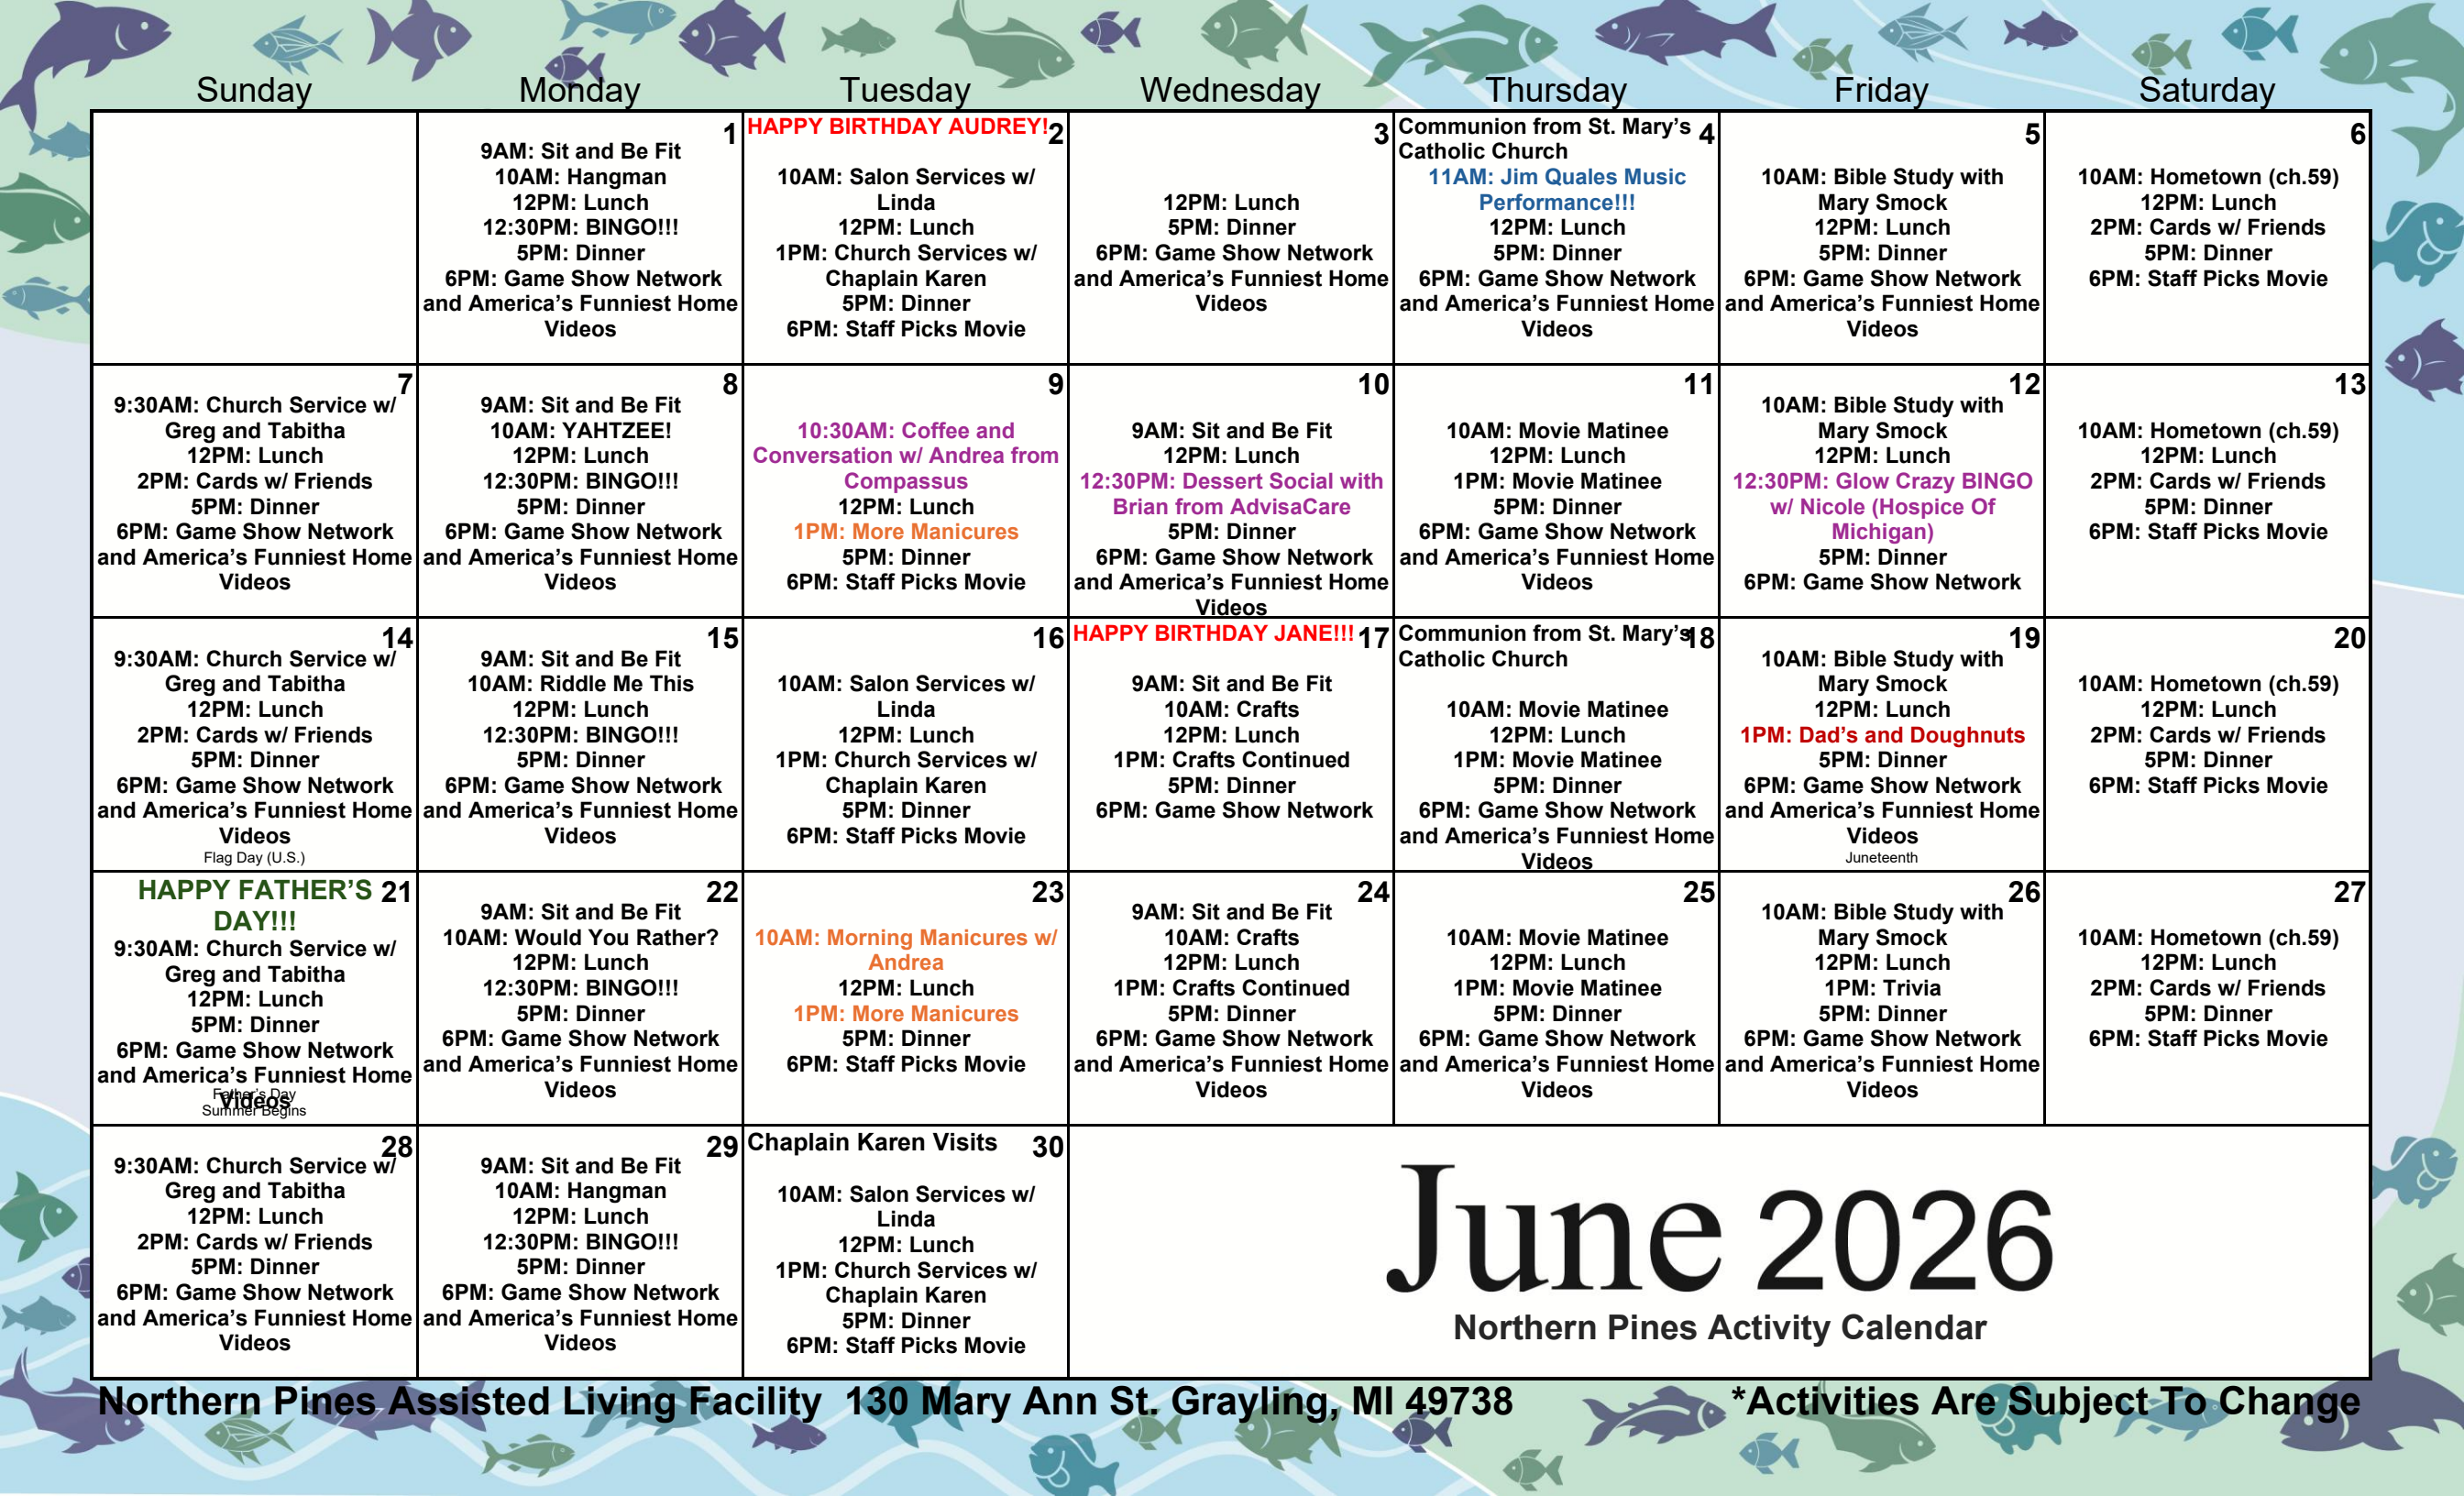 Sunday Monday Tuesday Wednesday Thursday Friday Saturday
1
9AM: Sit and Be Fit
10AM: Hangman
12PM: Lunch
12:30PM: BINGO!!!
5PM: Dinner
6PM: Game Show Network
and America's Funniest Home
Videos
HAPPY BIRTHDAY AUDREY! 2
10AM: Salon Services w/
Linda
12PM: Lunch
1PM: Church Services w/
Chaplain Karen
5PM: Dinner
6PM: Staff Picks Movie
3
12PM: Lunch
5PM: Dinner
6PM: Game Show Network
and America's Funniest Home
Videos
Communion from St. Mary's 4
Catholic Church
11AM: Jim Quales Music
Performance!!!
12PM: Lunch
5PM: Dinner
6PM: Game Show Network
and America's Funniest Home
Videos
5
10AM: Bible Study with
Mary Smock
12PM: Lunch
5PM: Dinner
6PM: Game Show Network
and America's Funniest Home
Videos
6
10AM: Hometown (ch.59)
12PM: Lunch
2PM: Cards w/ Friends
5PM: Dinner
6PM: Staff Picks Movie
7
9:30AM: Church Service w/
Greg and Tabitha
12PM: Lunch
2PM: Cards w/ Friends
5PM: Dinner
6PM: Game Show Network
and America's Funniest Home
Videos
8
9AM: Sit and Be Fit
10AM: YAHTZEE!
12PM: Lunch
12:30PM: BINGO!!!
5PM: Dinner
6PM: Game Show Network
and America's Funniest Home
Videos
9
10:30AM: Coffee and
Conversation w/ Andrea from
Compassus
12PM: Lunch
1PM: More Manicures
5PM: Dinner
6PM: Staff Picks Movie
10
9AM: Sit and Be Fit
12PM: Lunch
12:30PM: Dessert Social with
Brian from AdvisaCare
5PM: Dinner
6PM: Game Show Network
and America's Funniest Home
Videos
11
10AM: Movie Matinee
12PM: Lunch
1PM: Movie Matinee
5PM: Dinner
6PM: Game Show Network
and America's Funniest Home
Videos
12
10AM: Bible Study with
Mary Smock
12PM: Lunch
12:30PM: Glow Crazy BINGO
w/ Nicole (Hospice Of
Michigan)
5PM: Dinner
6PM: Game Show Network
13
10AM: Hometown (ch.59)
12PM: Lunch
2PM: Cards w/ Friends
5PM: Dinner
6PM: Staff Picks Movie
14
9:30AM: Church Service w/
Greg and Tabitha
12PM: Lunch
2PM: Cards w/ Friends
5PM: Dinner
6PM: Game Show Network
and America's Funniest Home
Videos
Flag Day (U.S.)
15
9AM: Sit and Be Fit
10AM: Riddle Me This
12PM: Lunch
12:30PM: BINGO!!!
5PM: Dinner
6PM: Game Show Network
and America's Funniest Home
Videos
16
10AM: Salon Services w/
Linda
12PM: Lunch
1PM: Church Services w/
Chaplain Karen
5PM: Dinner
6PM: Staff Picks Movie
HAPPY BIRTHDAY JANE!!! 17
9AM: Sit and Be Fit
10AM: Crafts
12PM: Lunch
1PM: Crafts Continued
5PM: Dinner
6PM: Game Show Network
Communion from St. Mary's 18
Catholic Church
10AM: Movie Matinee
12PM: Lunch
1PM: Movie Matinee
5PM: Dinner
6PM: Game Show Network
and America's Funniest Home
Videos
19
10AM: Bible Study with
Mary Smock
12PM: Lunch
1PM: Dad's and Doughnuts
5PM: Dinner
6PM: Game Show Network
and America's Funniest Home
Videos
Juneteenth
20
10AM: Hometown (ch.59)
12PM: Lunch
2PM: Cards w/ Friends
5PM: Dinner
6PM: Staff Picks Movie
HAPPY FATHER'S 21
DAY!!!
9:30AM: Church Service w/
Greg and Tabitha
12PM: Lunch
5PM: Dinner
6PM: Game Show Network
and America's Funniest Home
Videos
Father's Day
Summer Begins
22
9AM: Sit and Be Fit
10AM: Would You Rather?
12PM: Lunch
12:30PM: BINGO!!!
5PM: Dinner
6PM: Game Show Network
and America's Funniest Home
Videos
23
10AM: Morning Manicures w/
Andrea
12PM: Lunch
1PM: More Manicures
5PM: Dinner
6PM: Staff Picks Movie
24
9AM: Sit and Be Fit
10AM: Crafts
12PM: Lunch
1PM: Crafts Continued
5PM: Dinner
6PM: Game Show Network
and America's Funniest Home
Videos
25
10AM: Movie Matinee
12PM: Lunch
1PM: Movie Matinee
5PM: Dinner
6PM: Game Show Network
and America's Funniest Home
Videos
26
10AM: Bible Study with
Mary Smock
12PM: Lunch
1PM: Trivia
5PM: Dinner
6PM: Game Show Network
and America's Funniest Home
Videos
27
10AM: Hometown (ch.59)
12PM: Lunch
2PM: Cards w/ Friends
5PM: Dinner
6PM: Staff Picks Movie
28
9:30AM: Church Service w/
Greg and Tabitha
12PM: Lunch
2PM: Cards w/ Friends
5PM: Dinner
6PM: Game Show Network
and America's Funniest Home
Videos
29
9AM: Sit and Be Fit
10AM: Hangman
12PM: Lunch
12:30PM: BINGO!!!
5PM: Dinner
6PM: Game Show Network
and America's Funniest Home
Videos
Chaplain Karen Visits 30
10AM: Salon Services w/
Linda
12PM: Lunch
1PM: Church Services w/
Chaplain Karen
5PM: Dinner
6PM: Staff Picks Movie
June 2026
Northern Pines Activity Calendar
Northern Pines Assisted Living Facility 130 Mary Ann St. Grayling, MI 49738 *Activities Are Subject To Change